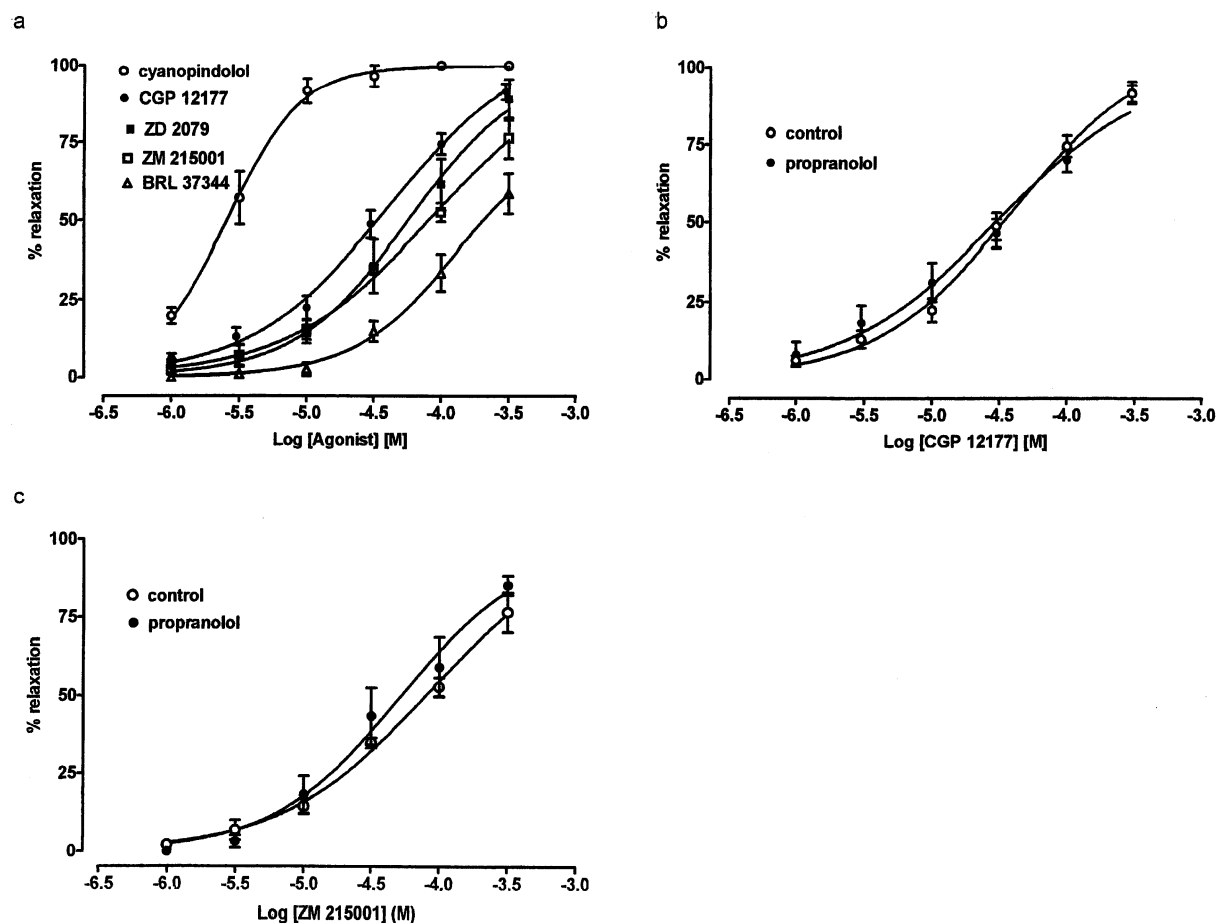 a
100
75
50
25
0
% relaxation
cyanopindolol
CGP 12177
ZD 2079
ZM 215001
BRL 37344
-6.5 -6.0 -5.5 -5.0 -4.5 -4.0 -3.5 -3.0
Log [Agonist] [M]
b
100
75
50
25
0
% relaxation
control
propranolol
-6.5 -6.0 -5.5 -5.0 -4.5 -4.0 -3.5 -3.0
Log [CGP 12177] [M]
c
100
75
50
25
0
% relaxation
control
propranolol
-6.5 -6.0 -5.5 -5.0 -4.5 -4.0 -3.5 -3.0
Log [ZM 215001] (M)